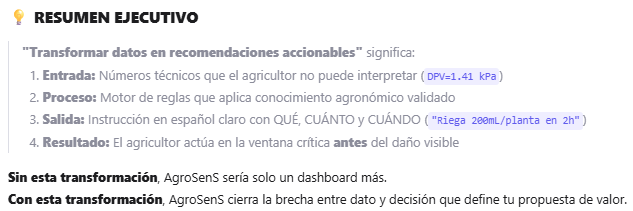 💡 RESUMEN EJECUTIVO
"Transformar datos en recomendaciones accionables" significa:
1. Entrada: Números técnicos que el agricultor no puede interpretar (DPV=1.41 kPa)
2. Proceso: Motor de reglas que aplica conocimiento agronómico validado
3. Salida: Instrucción en español claro con QUÉ, CUÁNTO y CUÁNDO ("Riega 200mL/planta en 2h")
4. Resultado: El agricultor actúa en la ventana crítica antes del daño visible
Sin esta transformación, AgroSenS sería solo un dashboard más.
Con esta transformación, AgroSenS cierra la brecha entre dato y decisión que define tu propuesta de valor.